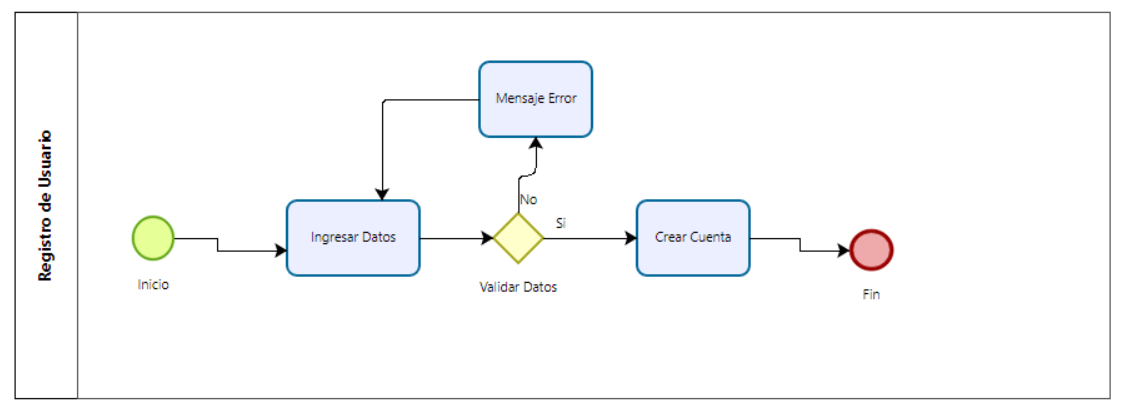 Registro de Usuario
Mensaje Error
No
Si
Ingresar Datos
Crear Cuenta
Inicio
Validar Datos
Fin